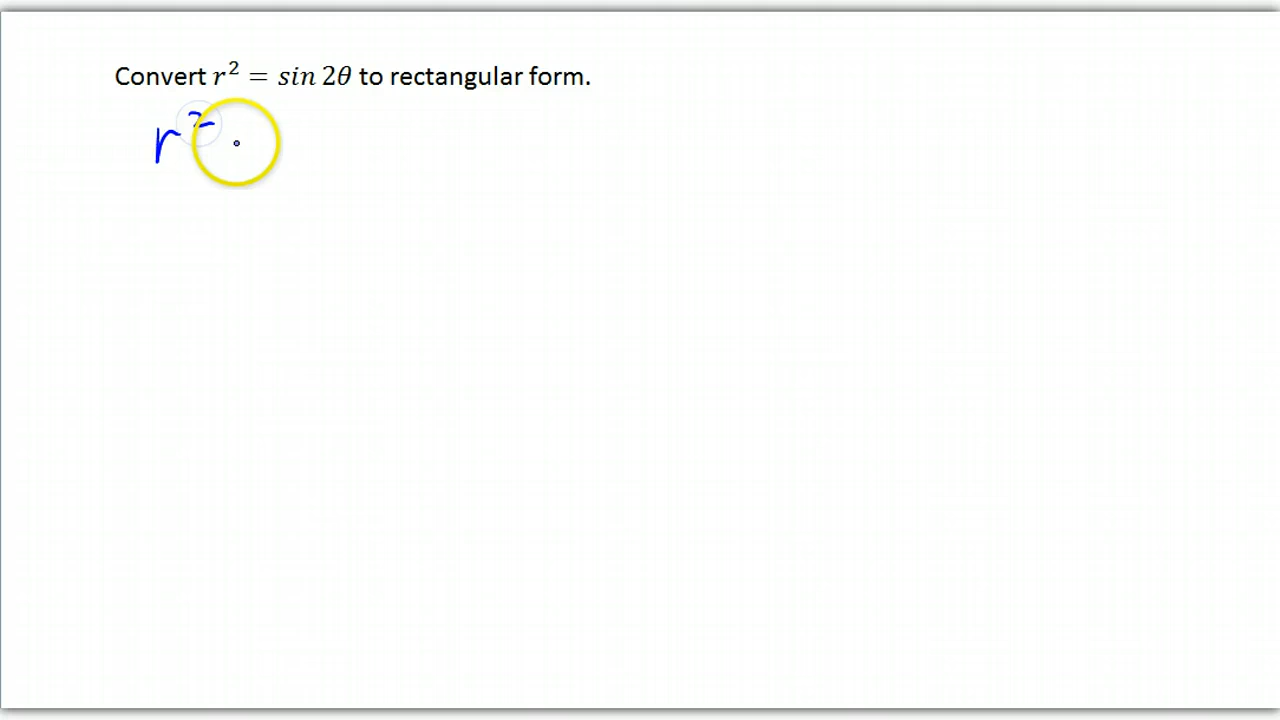 Convert r² = sin 2θ to rectangular form.
r²